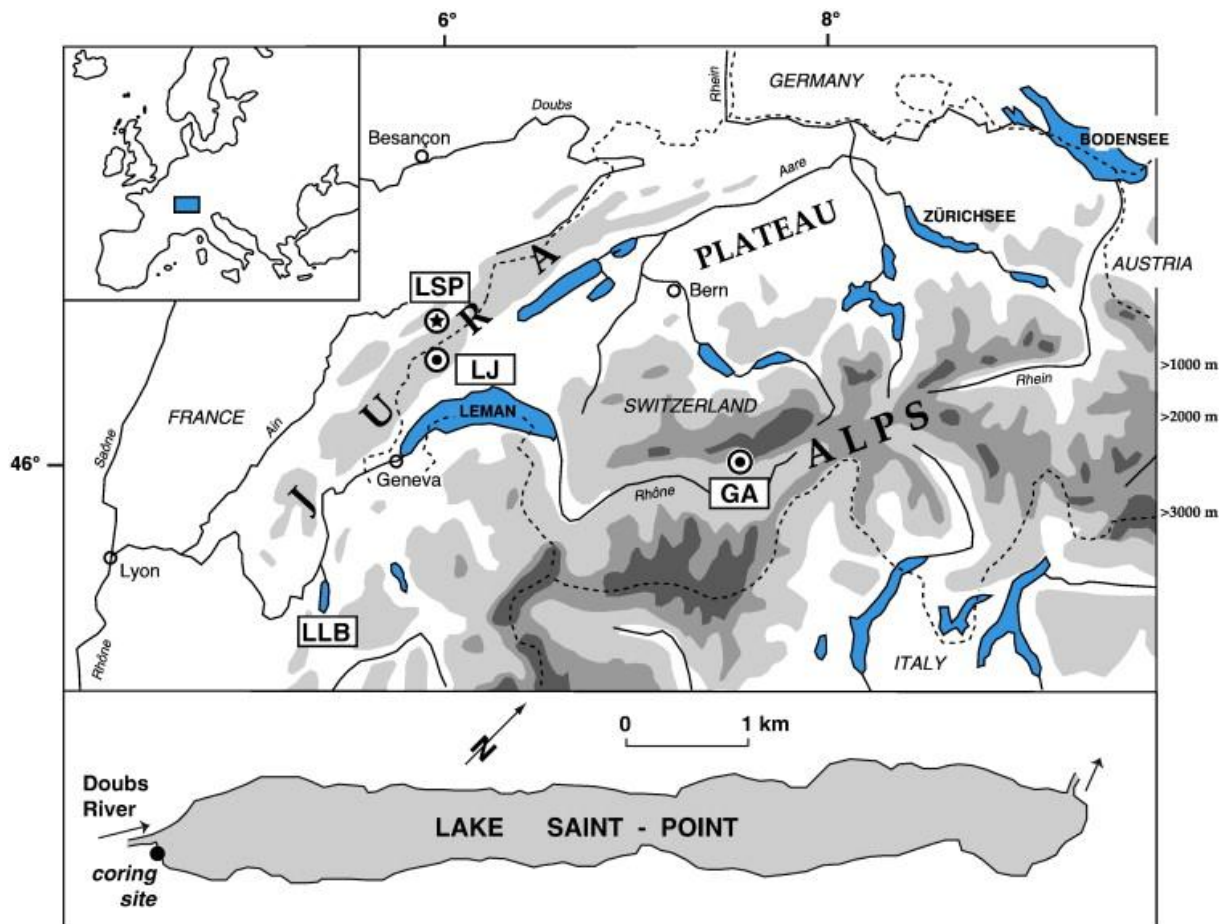 6°
8°
GERMANY
Rhein
Doubs
Besançon
BODENSEE
Aare
ZÜRICHSEE
PLATEAU
AUSTRIA
LSP
Bern
JURA
LJ
>1000 m
Rhein
FRANCE
Ain
LEMAN
SWITZERLAND
>2000 m
ALPS
Saône
46°
Geneva
Rhône
GA
>3000 m
Lyon
LLB
Rhône
ITALY
N
0 1 km
Doubs
River
LAKE SAINT - POINT
coring
site